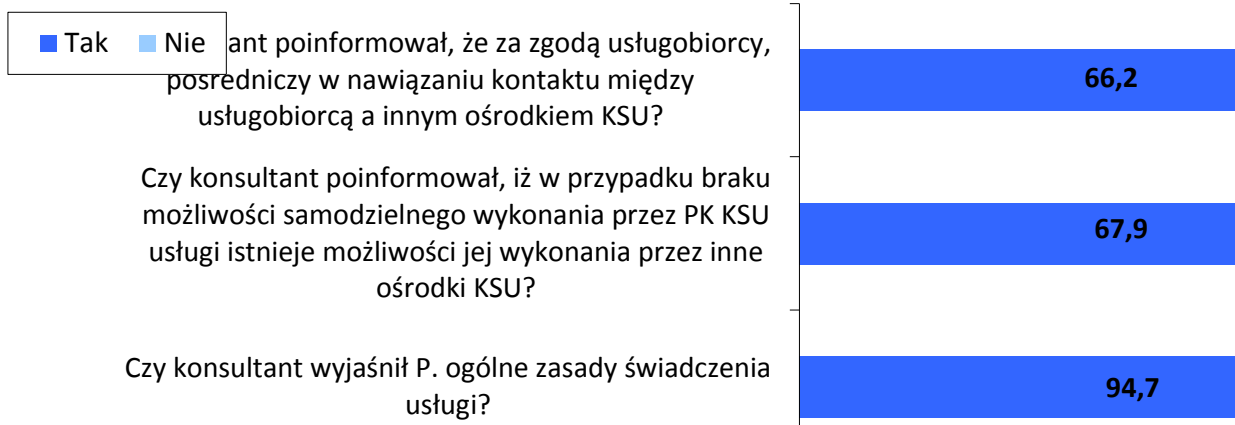 Tak Nie
ant poinformował, że za zgodą usługobiorcy,
pośredniczy w nawiązaniu kontaktu między
usługobiorcą a innym ośrodkiem KSU?
66,2
Czy konsultant poinformował, iż w przypadku braku
możliwości samodzielnego wykonania przez PK KSU
usługi istnieje możliwości jej wykonania przez inne
ośrodki KSU?
67,9
Czy konsultant wyjaśnił P. ogólne zasady świadczenia
usługi?
94,7